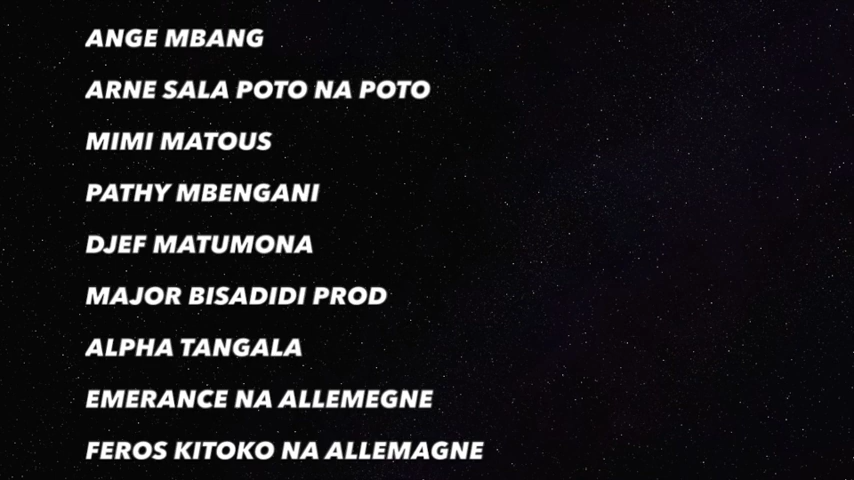 ANGE MBANG
ARNE SALA POTO NA POTO
MIMI MATOUS
PATHY MBENGANI
DJEF MATUMONA
MAJOR BISADIDI PROD
ALPHA TANGALA
EMERANCE NA ALLEMEGNE
FEROS KITOKO NA ALLEMAGNE